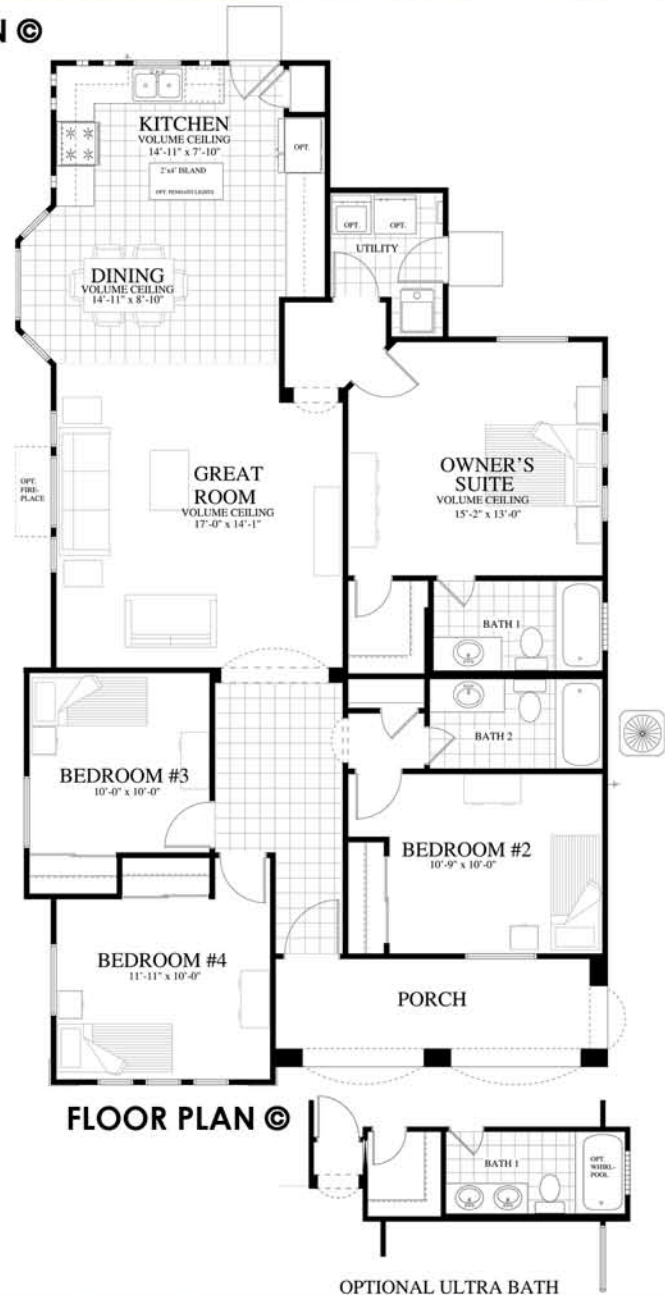 N ©
KITCHEN
VOLUME CEILING
14'-11" x 7'-10"
2'x4' ISLAND
OPT. PENDANT LIGHTS
OPT.
OPT.
OPT.
UTILITY
DINING
VOLUME CEILING
14'-11" x 8'-10"
OPT.
FIRE-
PLACE
GREAT
ROOM
VOLUME CEILING
17'-0" x 14'-1"
OWNER'S
SUITE
VOLUME CEILING
15'-2" x 13'-0"
BATH 1
BATH 2
BEDROOM #3
10'-0" x 10'-0"
BEDROOM #2
10'-9" x 10'-0"
BEDROOM #4
11'-11" x 10'-0"
PORCH
FLOOR PLAN ©
BATH 1
OPT.
WHIRL-
POOL
OPTIONAL ULTRA BATH